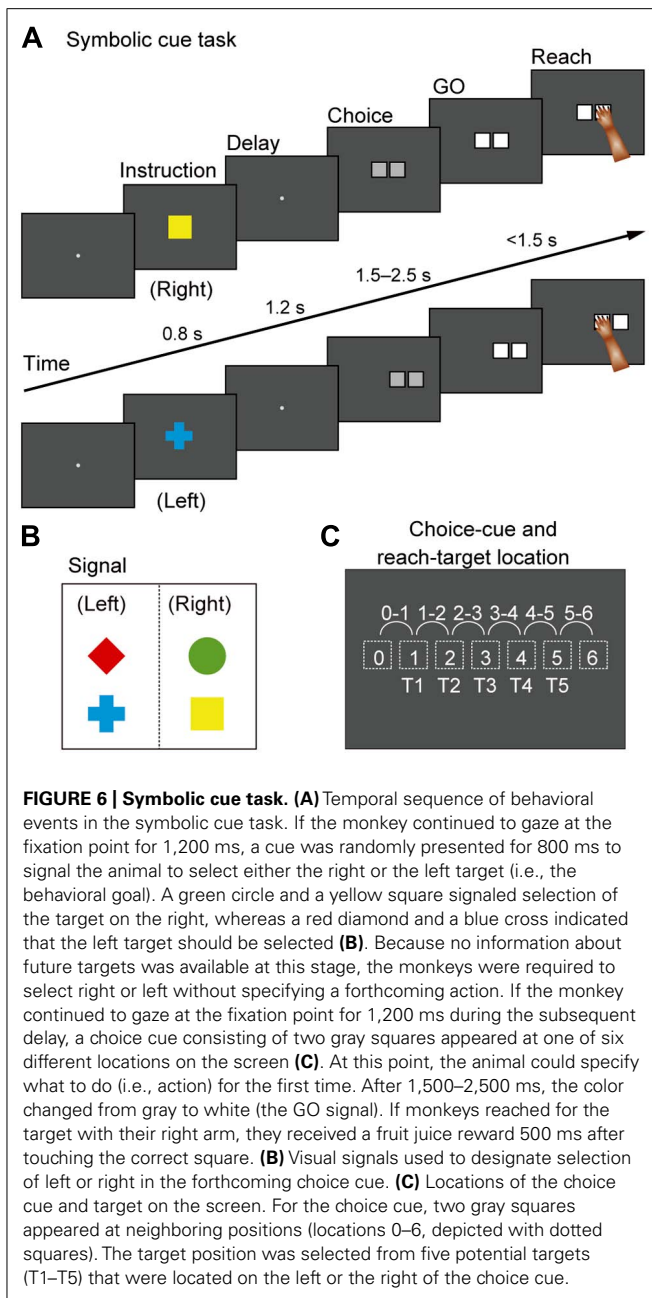 A Symbolic cue task
Reach
GO
Choice
Delay
Instruction
(Right)
<1.5 s
1.5–2.5 s
1.2 s
0.8 s
Time
(Left)
B
Signal
(Left) (Right)
C
Choice-cue and
reach-target location
0-1 1-2 2-3 3-4 4-5 5-6
0 1 2 3 4 5 6
T1 T2 T3 T4 T5
FIGURE 6 | Symbolic cue task. (A) Temporal sequence of behavioral
events in the symbolic cue task. If the monkey continued to gaze at the
fixation point for 1,200 ms, a cue was randomly presented for 800 ms to
signal the animal to select either the right or the left target (i.e., the
behavioral goal). A green circle and a yellow square signaled selection of
the target on the right, whereas a red diamond and a blue cross indicated
that the left target should be selected (B). Because no information about
future targets was available at this stage, the monkeys were required to
select right or left without specifying a forthcoming action. If the monkey
continued to gaze at the fixation point for 1,200 ms during the subsequent
delay, a choice cue consisting of two gray squares appeared at one of six
different locations on the screen (C). At this point, the animal could specify
what to do (i.e., action) for the first time. After 1,500–2,500 ms, the color
changed from gray to white (the GO signal). If monkeys reached for the
target with their right arm, they received a fruit juice reward 500 ms after
touching the correct square. (B) Visual signals used to designate selection
of left or right in the forthcoming choice cue. (C) Locations of the choice
cue and target on the screen. For the choice cue, two gray squares
appeared at neighboring positions (locations 0–6, depicted with dotted
squares). The target position was selected from five potential targets
(T1–T5) that were located on the left or the right of the choice cue.